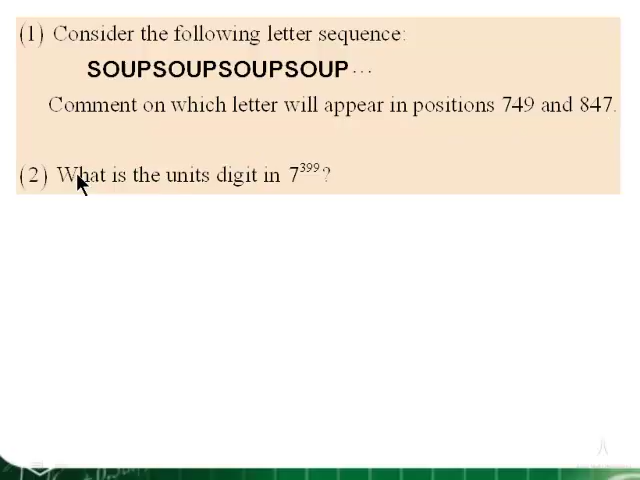 (1) Consider the following letter sequence:
SOUPSOUPSOUPSOUP···
Comment on which letter will appear in positions 749 and 847.
(2) What is the units digit in 7³⁹⁹?